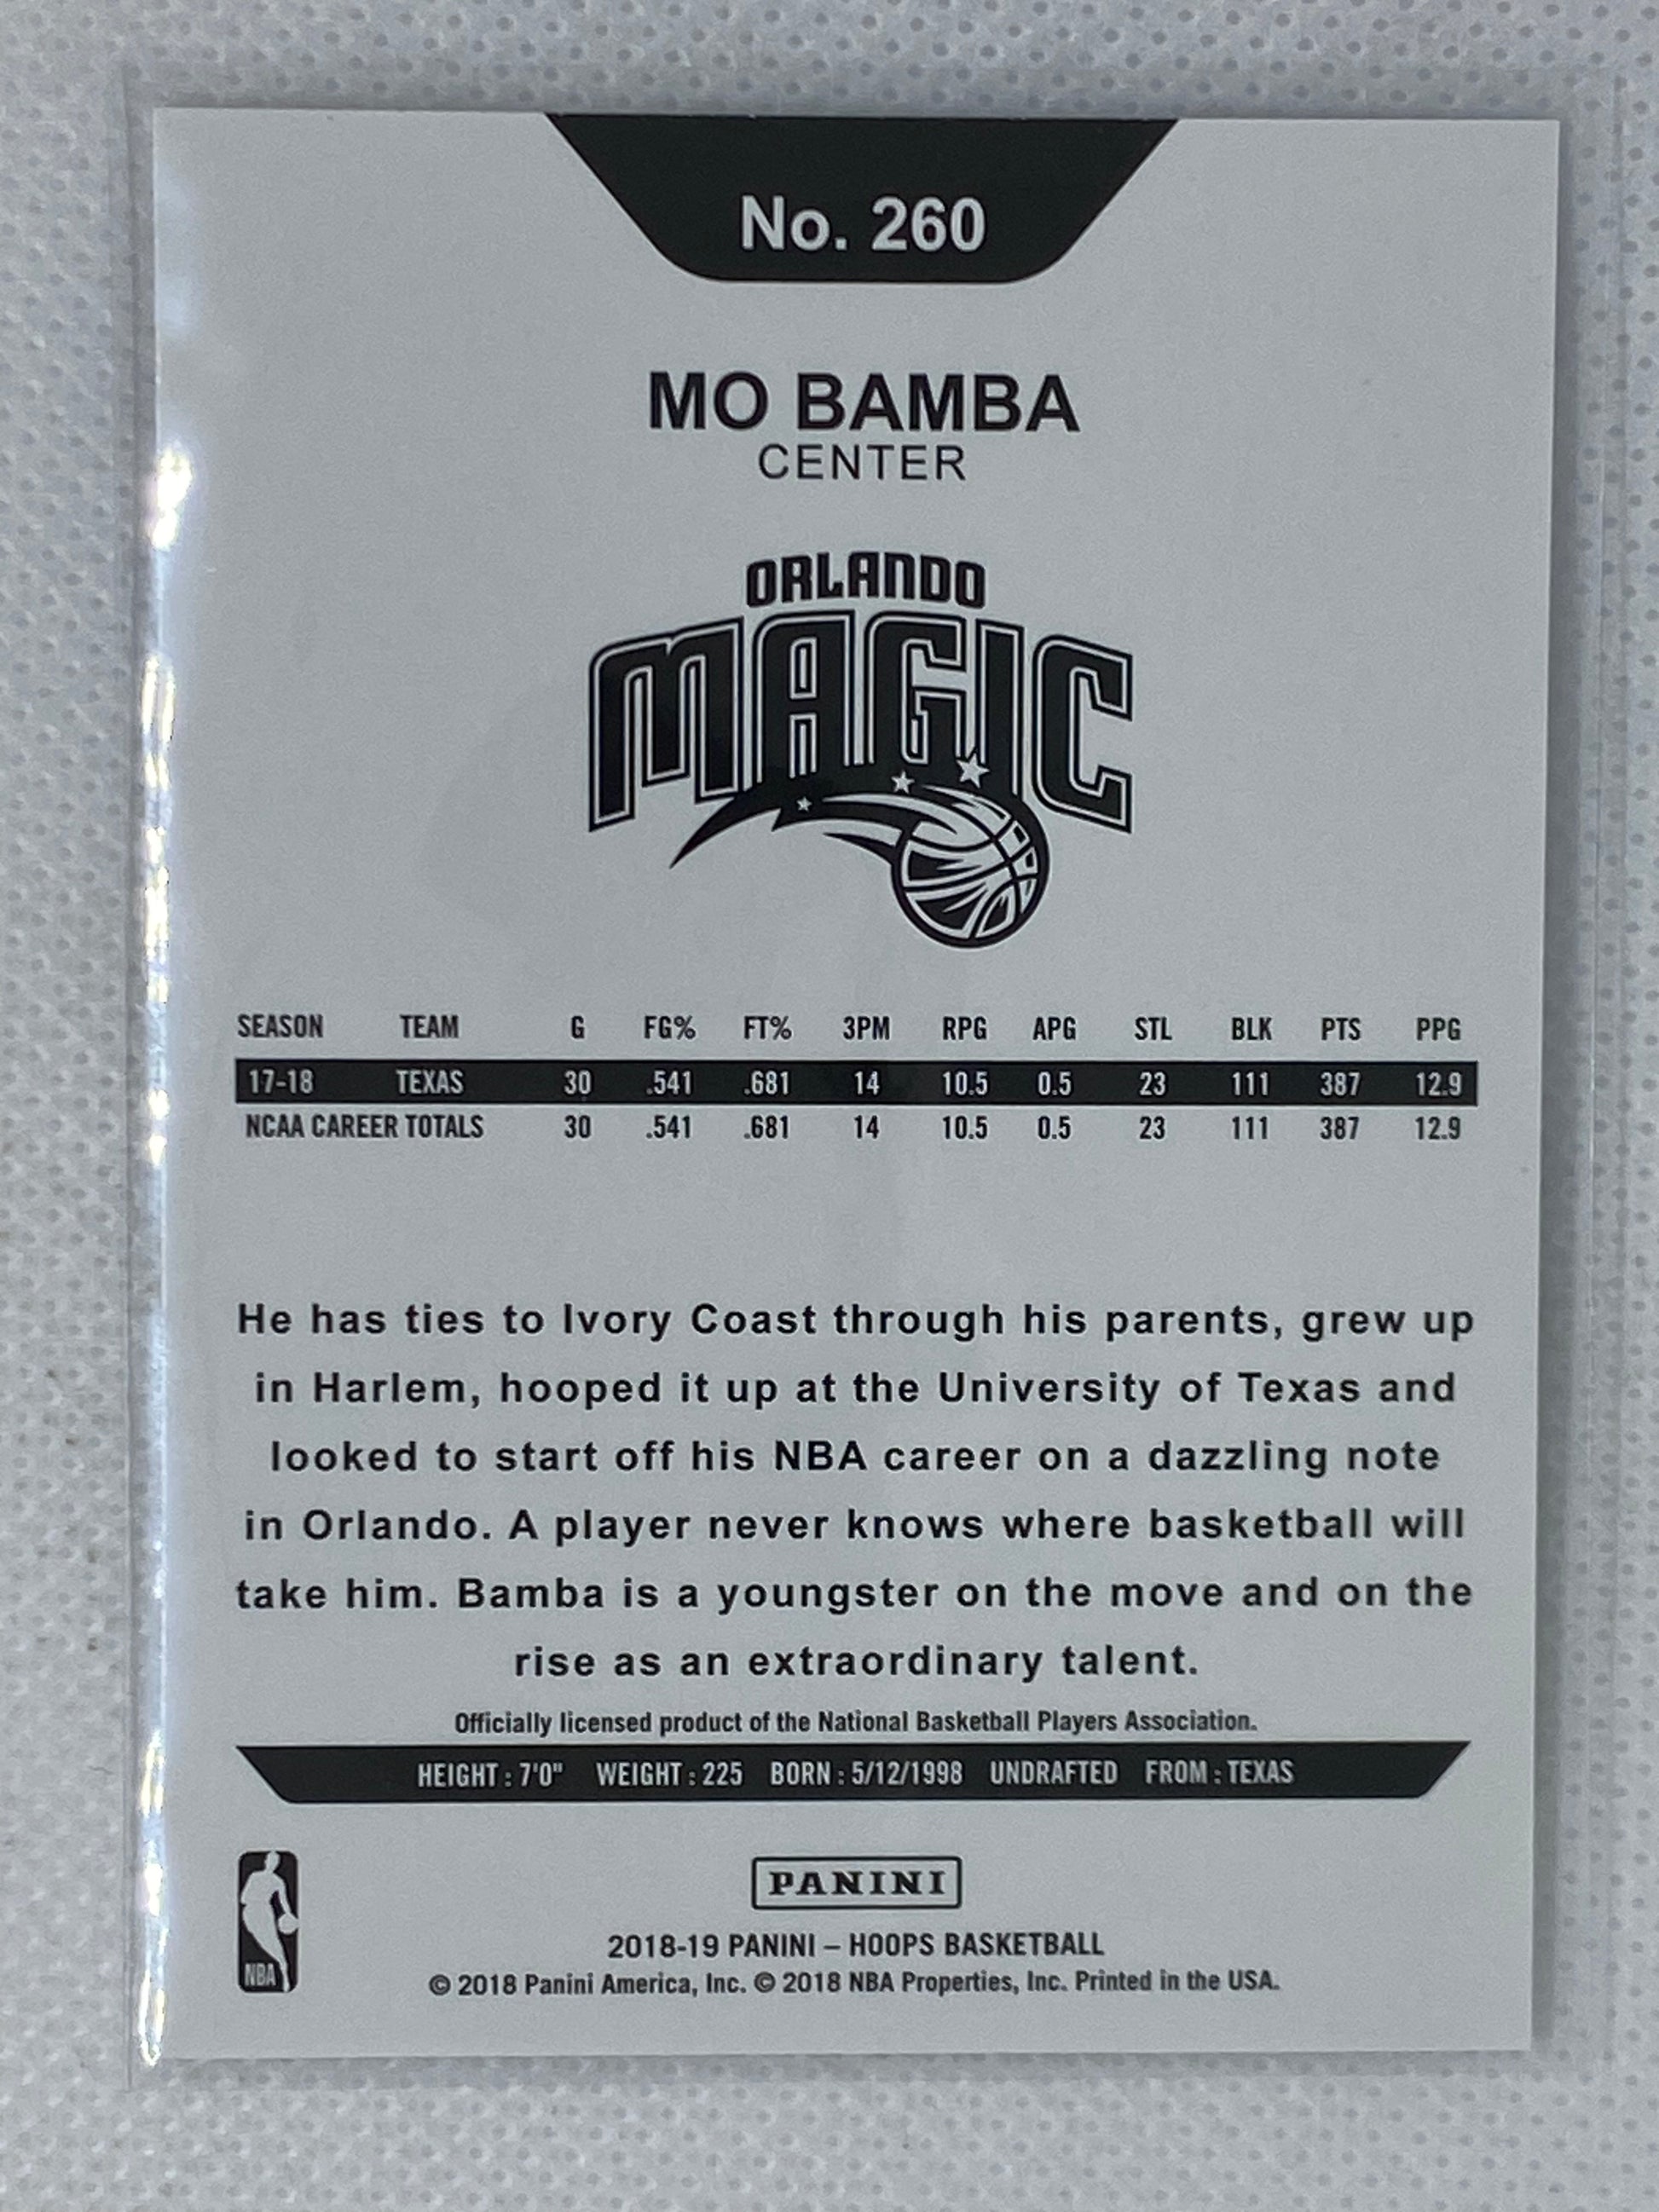 No. 260
MO BAMBA
CENTER
ORLANDO
MAGIC
SEASON TEAM G FG% FT% 3PM RPG APG STL BLK PTS PPG
17-18 TEXAS 30 .541 .681 14 10.5 0.5 23 111 387 12.9
NCAA CAREER TOTALS 30 .541 .681 14 10.5 0.5 23 111 387 12.9
He has ties to Ivory Coast through his parents, grew up
in Harlem, hooped it up at the University of Texas and
looked to start off his NBA career on a dazzling note
in Orlando. A player never knows where basketball will
take him. Bamba is a youngster on the move and on the
rise as an extraordinary talent.
Officially licensed product of the National Basketball Players Association.
HEIGHT : 7'0" WEIGHT : 225 BORN : 5/12/1998 UNDRAFTED FROM : TEXAS
NBA
PANINI
2018-19 PANINI – HOOPS BASKETBALL
© 2018 Panini America, Inc. © 2018 NBA Properties, Inc. Printed in the USA.